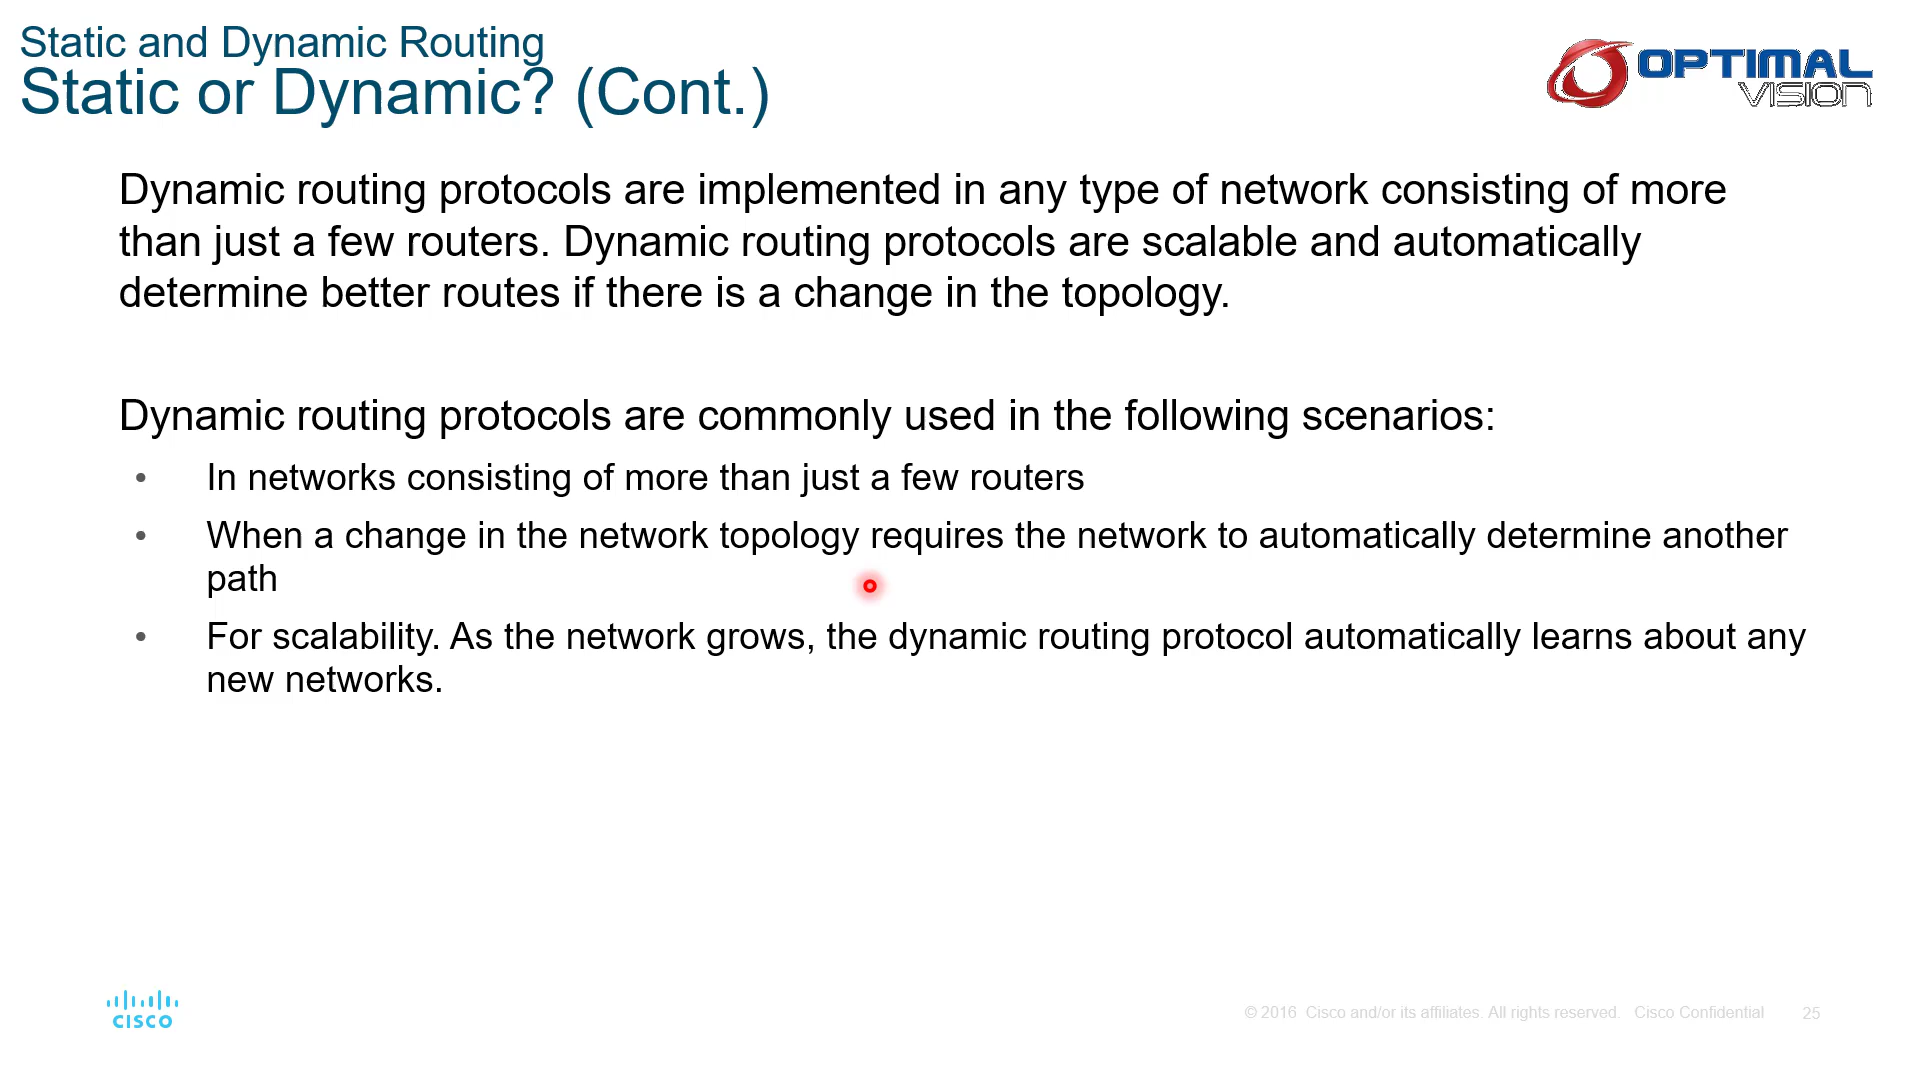 Static and Dynamic Routing
Static or Dynamic? (Cont.)
OPTIMAL
VISION
Dynamic routing protocols are implemented in any type of network consisting of more
than just a few routers. Dynamic routing protocols are scalable and automatically
determine better routes if there is a change in the topology.
Dynamic routing protocols are commonly used in the following scenarios:
• In networks consisting of more than just a few routers
• When a change in the network topology requires the network to automatically determine another
path
• For scalability. As the network grows, the dynamic routing protocol automatically learns about any
new networks.
CISCO
© 2016 Cisco and/or its affiliates. All rights reserved. Cisco Confidential 25